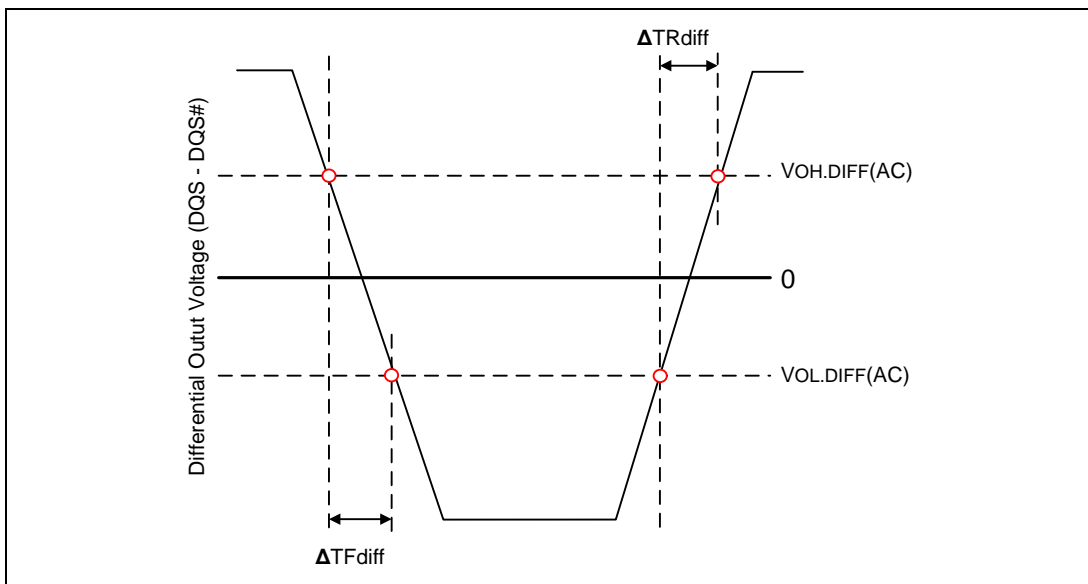 ΔTRdiff
Differential Outut Voltage (DQS - DQS#)
VOH.DIFF(AC)
0
VOL.DIFF(AC)
ΔTFdiff